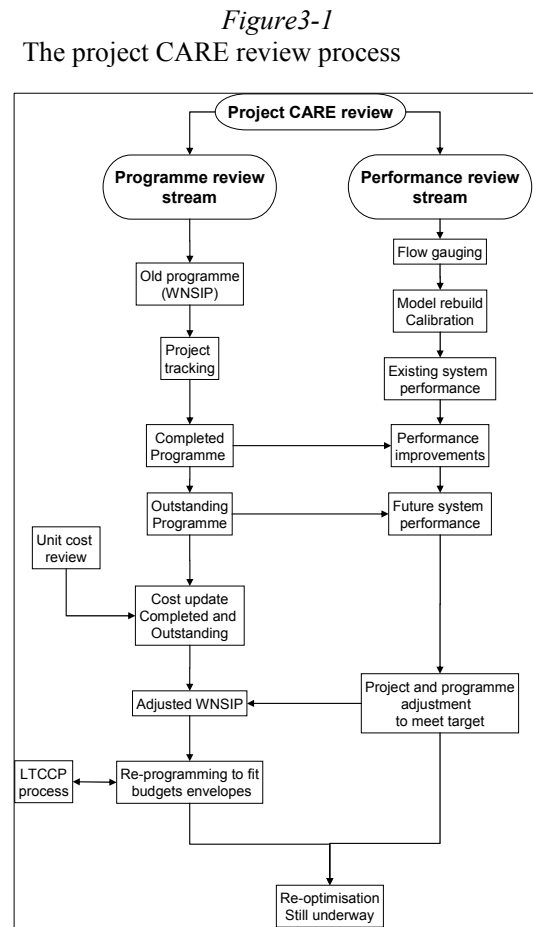 Figure3-1
The project CARE review process
Project CARE review
Programme review
stream
Performance review
stream
Flow gauging
Old programme
(WNSIP)
Model rebuild
Calibration
Project
tracking
Existing system
performance
Completed
Programme
Performance
improvements
Outstanding
Programme
Future system
performance
Unit cost
review
Cost update
Completed and
Outstanding
Adjusted WNSIP
Project and programme
adjustment
to meet target
LTCCP
process
Re-programming to fit
budgets envelopes
Re-optimisation
Still underway